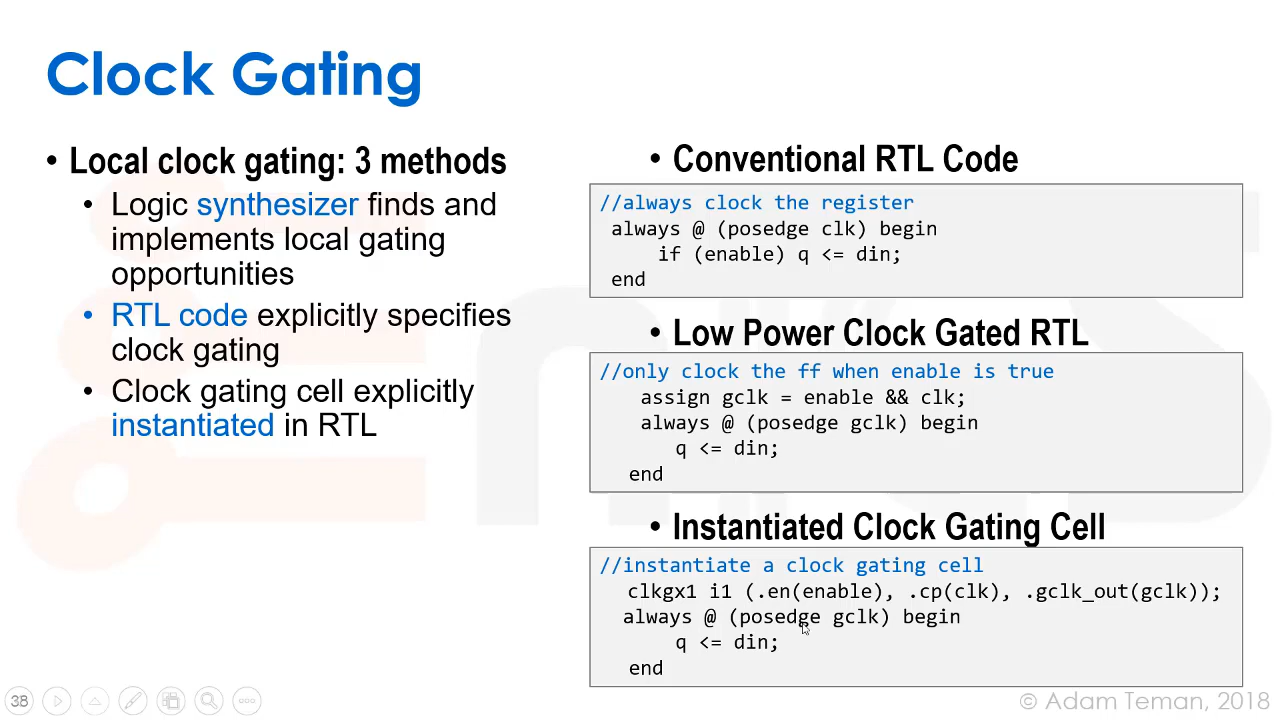 Clock Gating
• Local clock gating: 3 methods
• Logic synthesizer finds and
implements local gating
opportunities
• RTL code explicitly specifies
clock gating
• Clock gating cell explicitly
instantiated in RTL
• Conventional RTL Code
//always clock the register
always @ (posedge clk) begin
if (enable) q <= din;
end
• Low Power Clock Gated RTL
//only clock the ff when enable is true
assign gclk = enable && clk;
always @ (posedge gclk) begin
q <= din;
end
• Instantiated Clock Gating Cell
//instantiate a clock gating cell
clkgx1 i1 (.en(enable), .cp(clk), .gclk_out(gclk));
always @ (posedge gclk) begin
q <= din;
end
38
© Adam Teman, 2018